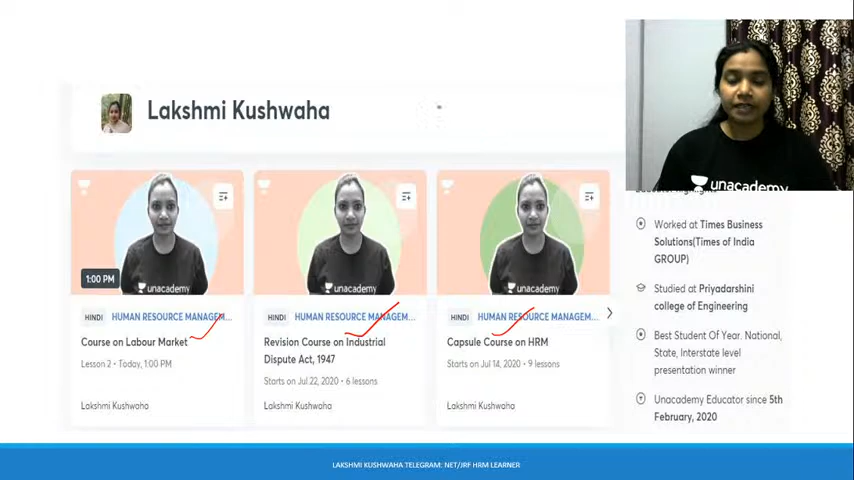 Lakshmi Kushwaha
unacademy
1:00 PM
unacademy
unacademy
unacademy
HINDI HUMAN RESOURCE MANAGEM...
Course on Labour Market
Lesson 2 • Today, 1:00 PM
Lakshmi Kushwaha
HINDI HUMAN RESOURCE MANAGEM...
Revision Course on Industrial
Dispute Act, 1947
Starts on Jul 22, 2020 • 6 lessons
Lakshmi Kushwaha
HINDI HUMAN RESOURCE MANAGEM...
Capsule Course on HRM
Starts on Jul 14, 2020 • 9 lessons
Lakshmi Kushwaha
Worked at Times Business
Solutions(Times of India
GROUP)
Studied at Priyadarshini
college of Engineering
Best Student Of Year. National,
State, Interstate level
presentation winner
Unacademy Educator since 5th
February, 2020
LAKSHMI KUSHWAHA TELEGRAM: NET/JRF HRM LEARNER